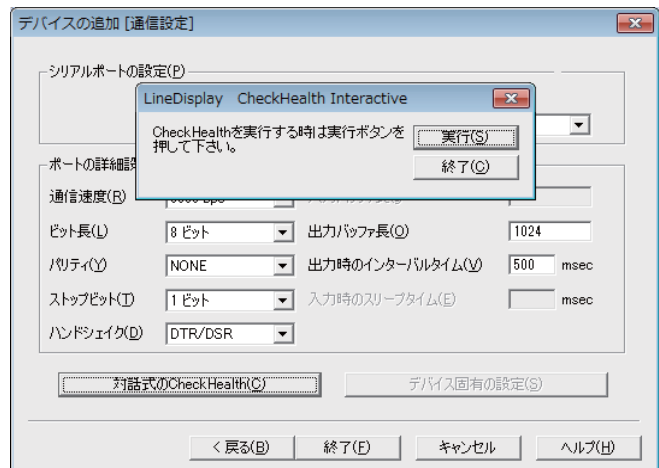 デバイスの追加 [通信設定]
シリアルポートの設定(P)
LineDisplay CheckHealth Interactive
CheckHealthを実行する時は実行ボタンを
押して下さい。
実行(S)
終了(C)
ポートの詳細設
通信速度(R)
ビット長(L) 8 ビット 出力バッファ長(O) 1024
パリティ(Y) NONE 出力時のインターバルタイム(V) 500 msec
ストップビット(T) 1 ビット 入力時のスリープタイム(E) msec
ハンドシェイク(D) DTR/DSR
対話式のCheckHealth(C) デバイス固有の設定(S)
< 戻る(B) 終了(F) キャンセル ヘルプ(H)